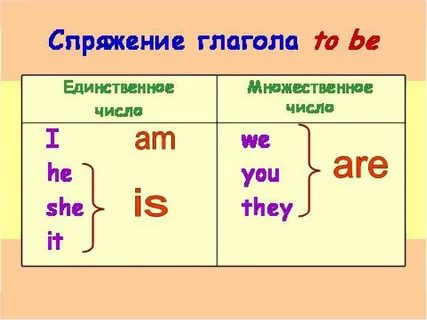 Спряжение глагола to be
Единственное
число
Множественное
число
I am
he
she is
it
we
you are
they